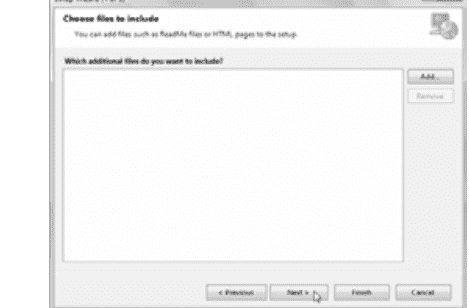 Choose files to include
You can add files such as ReadMe files or HTML pages to the setup.
Which additional files do you want to include?
Add...
Remove
< Previous
Next >
Finish
Cancel